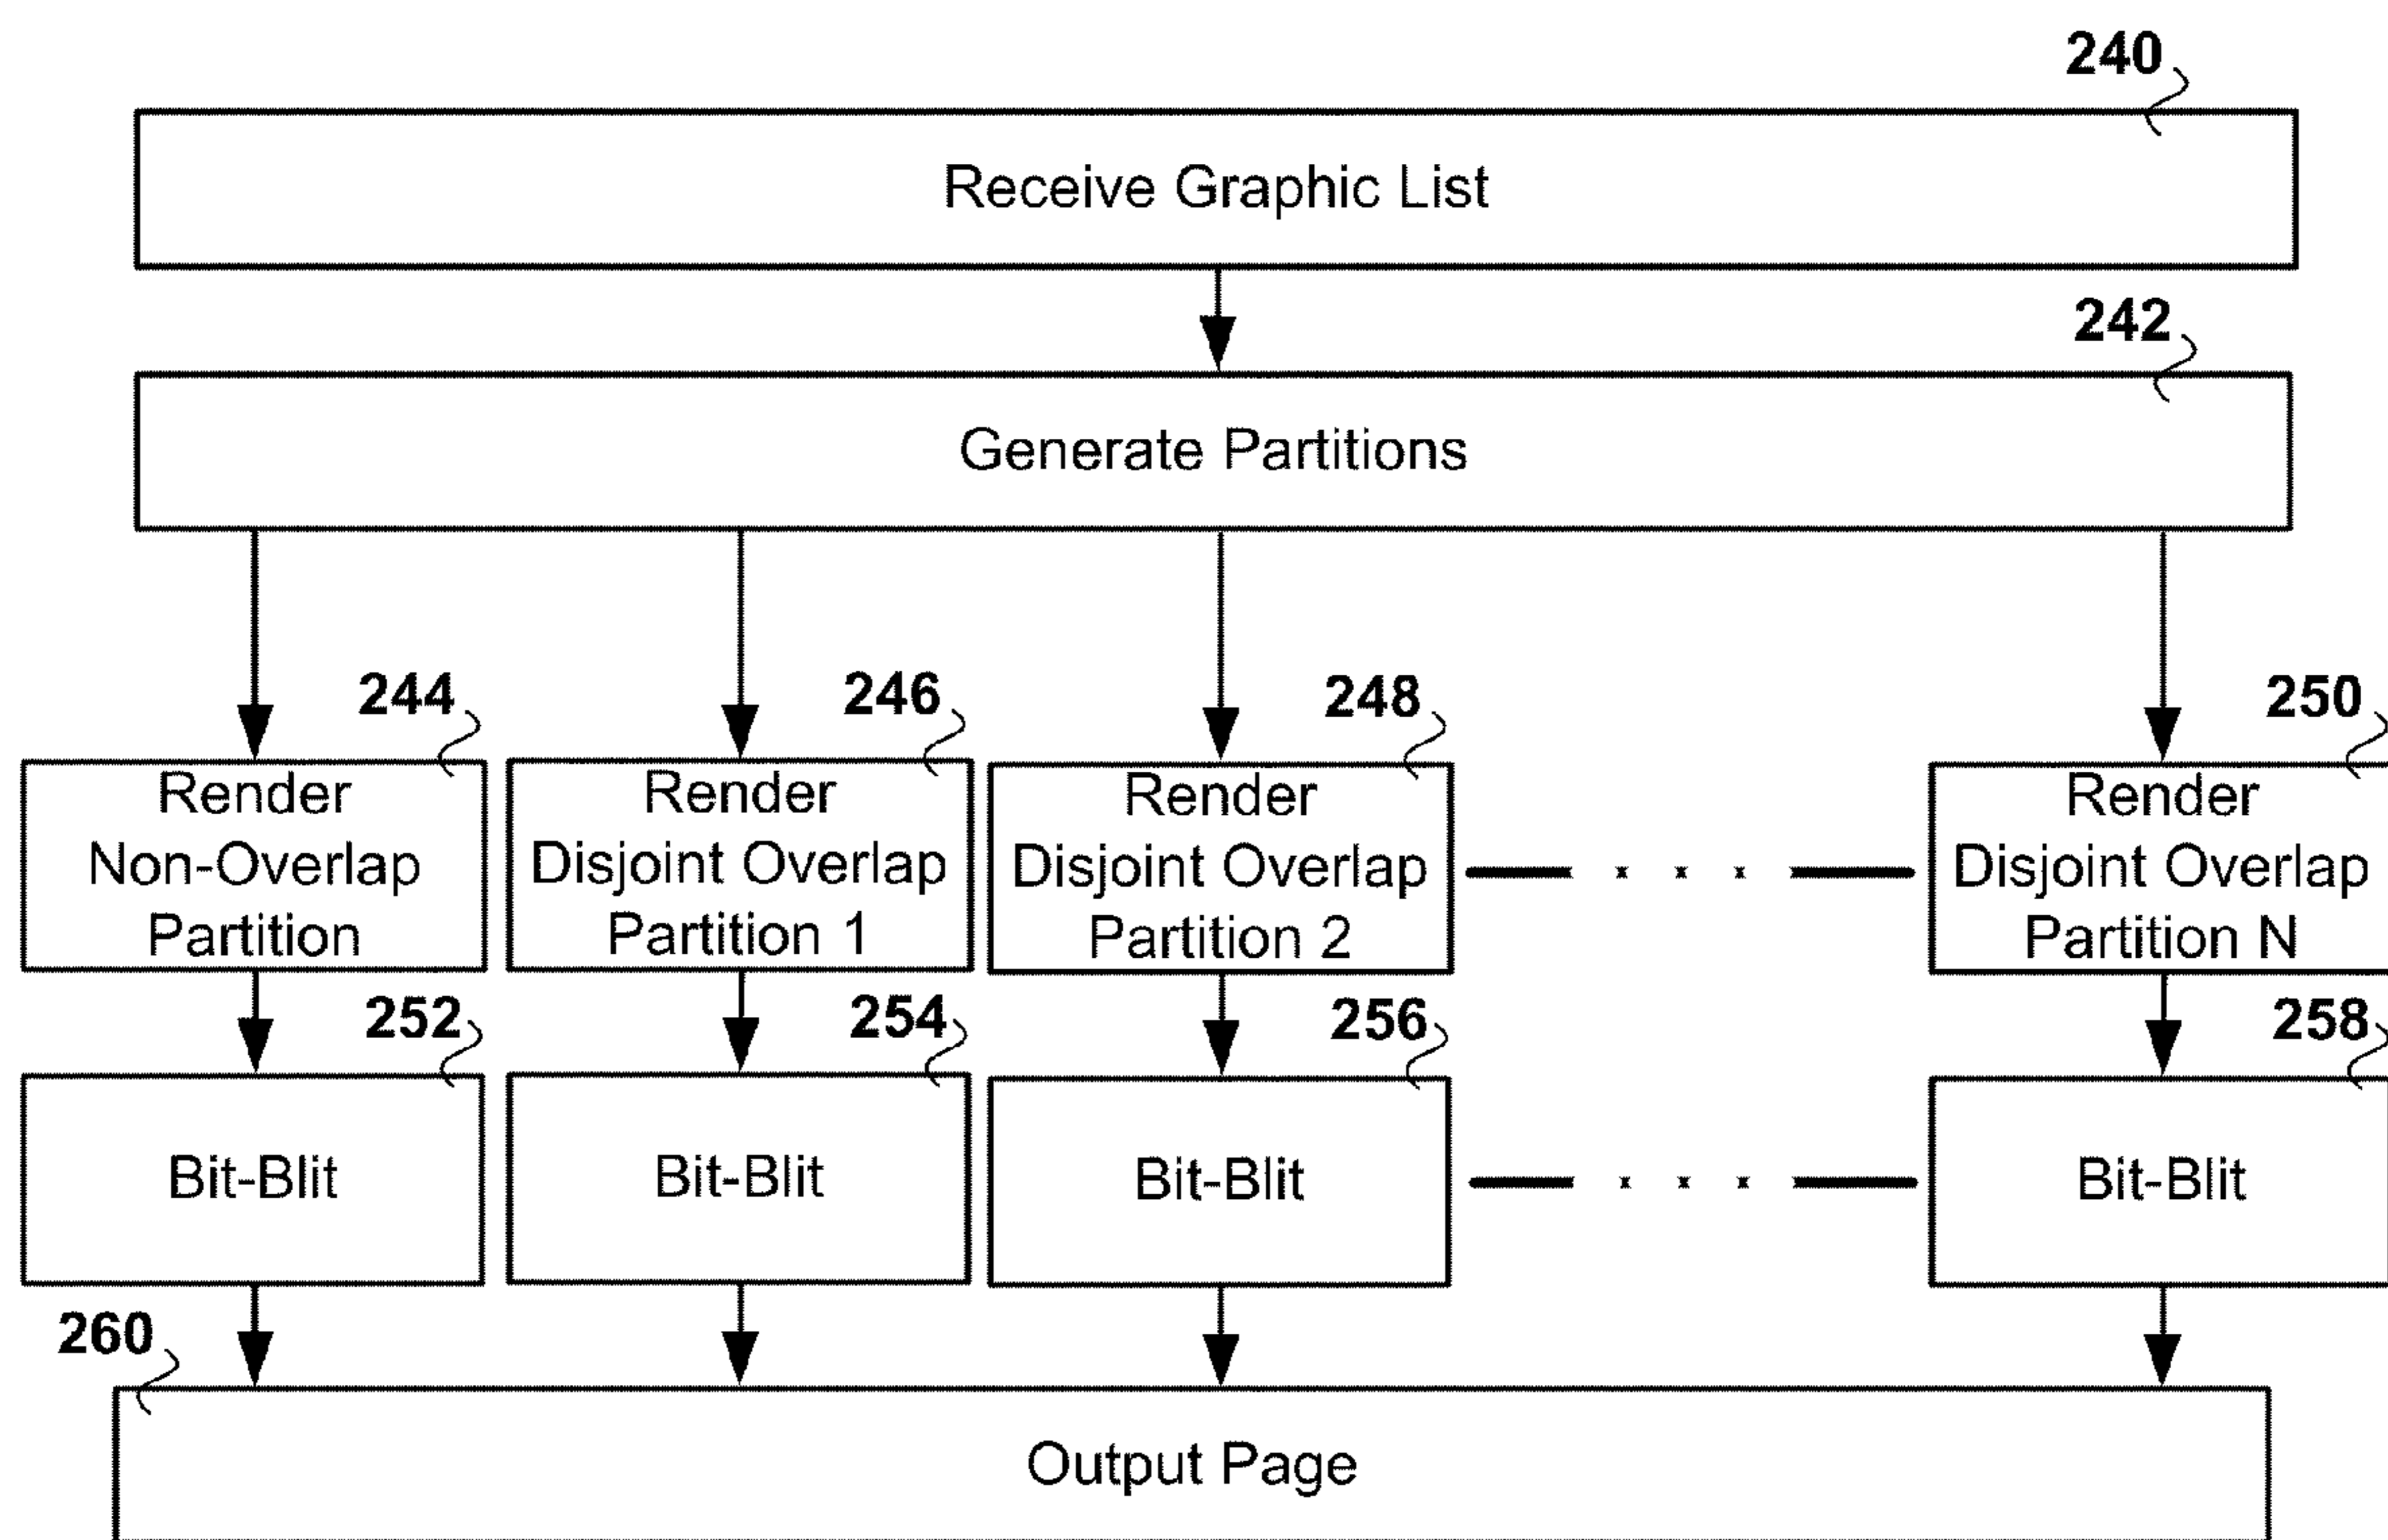 240
Receive Graphic List
242
Generate Partitions
244
246
248
250
Render
Non-Overlap
Partition
Render
Disjoint Overlap
Partition 1
Render
Disjoint Overlap
Partition 2
Render
Disjoint Overlap
Partition N
252
254
256
258
Bit-Blit
Bit-Blit
Bit-Blit
Bit-Blit
260
Output Page